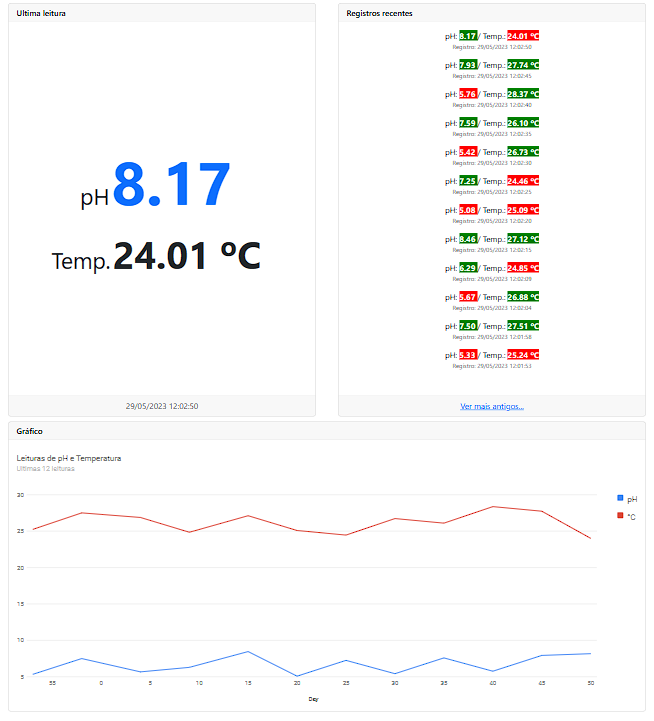 Ultima leitura
pH 8.17
Temp. 24.01 ºC
29/05/2023 12:02:50
Registros recentes
pH: 8.17 / Temp.: 24.01 ºC
Registro: 29/05/2023 12:02:50
pH: 7.93 / Temp.: 27.74 ºC
Registro: 29/05/2023 12:02:45
pH: 5.76 / Temp.: 28.37 ºC
Registro: 29/05/2023 12:02:40
pH: 7.59 / Temp.: 26.10 ºC
Registro: 29/05/2023 12:02:35
pH: 5.42 / Temp.: 26.73 ºC
Registro: 29/05/2023 12:02:30
pH: 7.25 / Temp.: 24.46 ºC
Registro: 29/05/2023 12:02:25
pH: 5.08 / Temp.: 25.09 ºC
Registro: 29/05/2023 12:02:20
pH: 8.46 / Temp.: 27.12 ºC
Registro: 29/05/2023 12:02:15
pH: 6.29 / Temp.: 24.85 ºC
Registro: 29/05/2023 12:02:09
pH: 5.67 / Temp.: 26.88 ºC
Registro: 29/05/2023 12:02:04
pH: 7.50 / Temp.: 27.51 ºC
Registro: 29/05/2023 12:01:58
pH: 5.33 / Temp.: 25.24 ºC
Registro: 29/05/2023 12:01:53
Ver mais antigos...
Gráfico
Leituras de pH e Temperatura
Ultimas 12 leituras
30
25
20
15
10
5
55 0 5 10 15 20 25 30 35 40 45 50
Day
pH
°C